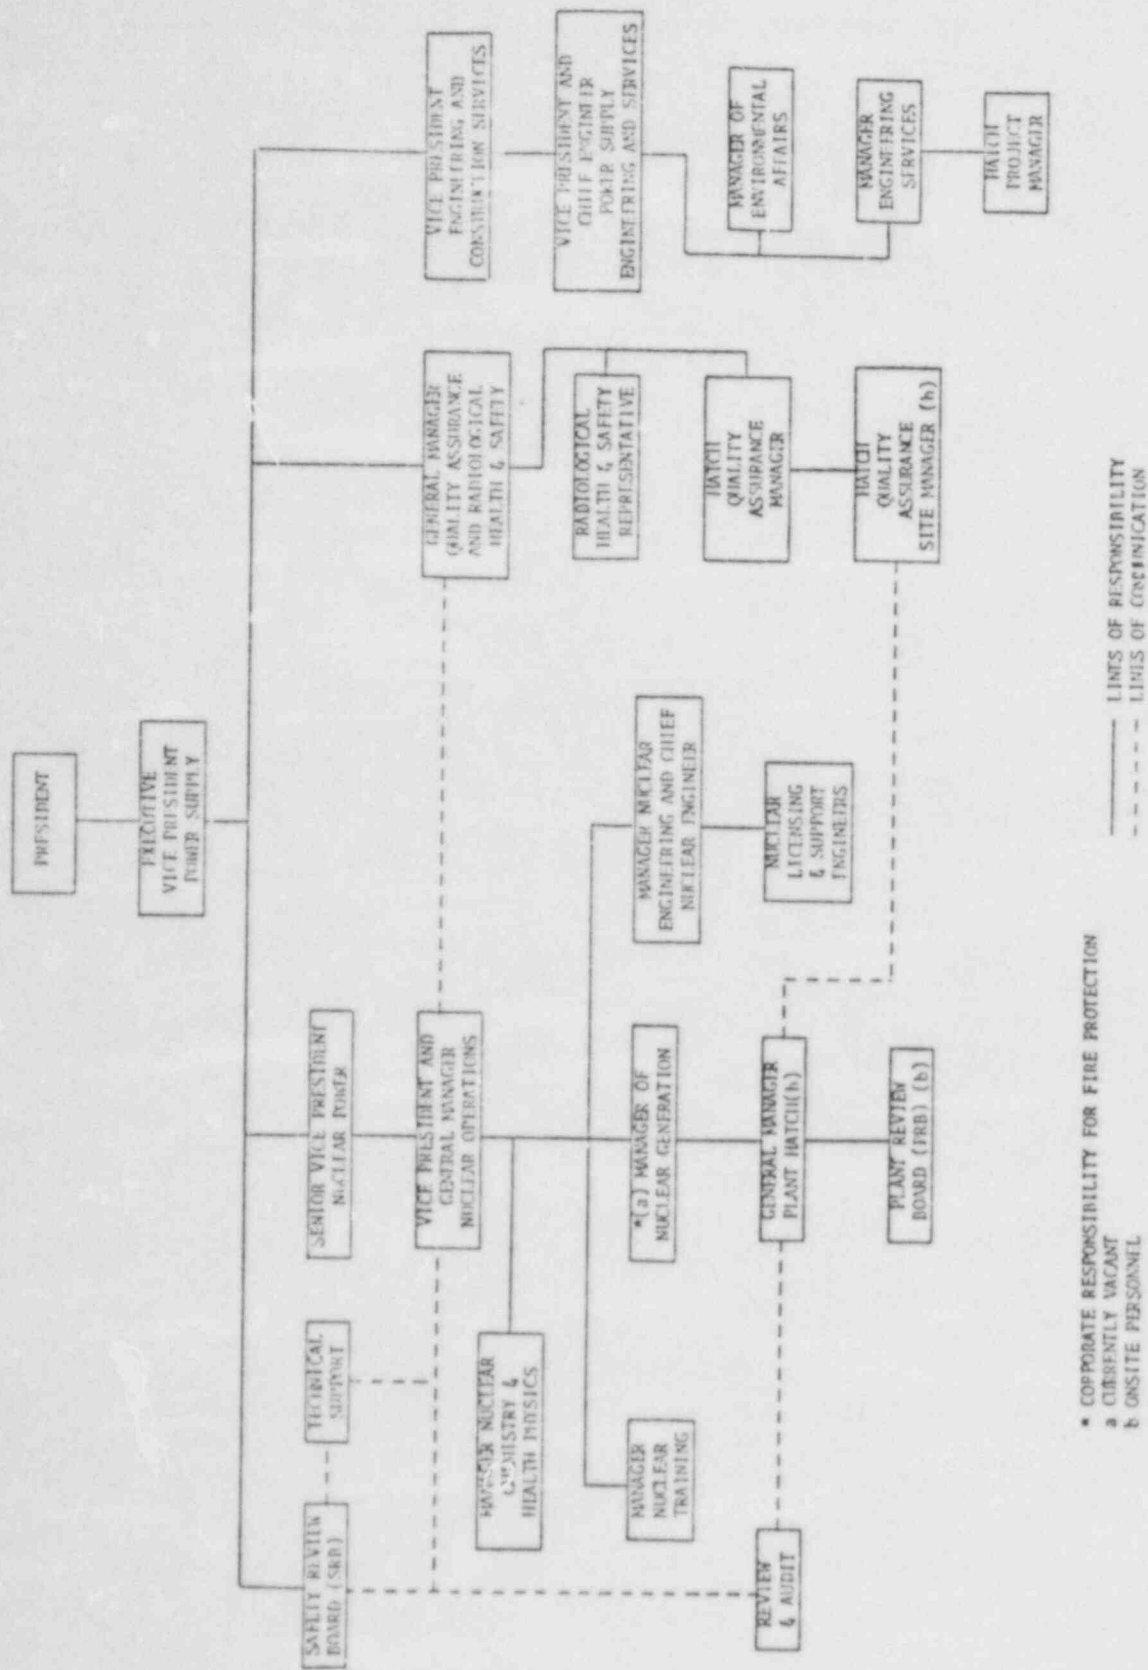 PRESIDENT
EXECUTIVE
VICE PRESIDENT
POWER SUPPLY
SAFETY REVIEW
BOARD (SRB)
TECHNICAL
SUPPORT
SENIOR VICE PRESIDENT
NUCLEAR POWER
VICE PRESIDENT AND
GENERAL MANAGER
NUCLEAR OPERATIONS
GENERAL MANAGER
QUALITY ASSURANCE
AND RADIOLOGICAL
HEALTH & SAFETY
VICE PRESIDENT
ENGINEERING AND
CONSTRUCTION SERVICES
MANAGER NUCLEAR
CHEMISTRY &
HEALTH PHYSICS
RADIOLOGICAL
HEALTH & SAFETY
REPRESENTATIVE
VICE PRESIDENT AND
CHIEF ENGINEER
POWER SUPPLY
ENGINEERING AND SERVICES
MANAGER
NUCLEAR
TRAINING
*(a) MANAGER OF
NUCLEAR GENERATION
MANAGER NUCLEAR
ENGINEERING AND CHIEF
NUCLEAR ENGINEER
HATCH
QUALITY
ASSURANCE
MANAGER
MANAGER OF
ENVIRONMENTAL
AFFAIRS
REVIEW
& AUDIT
GENERAL MANAGER
PLANT HATCH(b)
NUCLEAR
LICENSING
& SUPPORT
ENGINEERS
HATCH
QUALITY
ASSURANCE
SITE MANAGER (b)
MANAGER
ENGINEERING
SERVICES
PLANT REVIEW
BOARD (PRB) (b)
HATCH
PROJECT
MANAGER
* CORPORATE RESPONSIBILITY FOR FIRE PROTECTION
a CURRENTLY VACANT
b ONSITE PERSONNEL
LINES OF RESPONSIBILITY
LINES OF COMMUNICATION